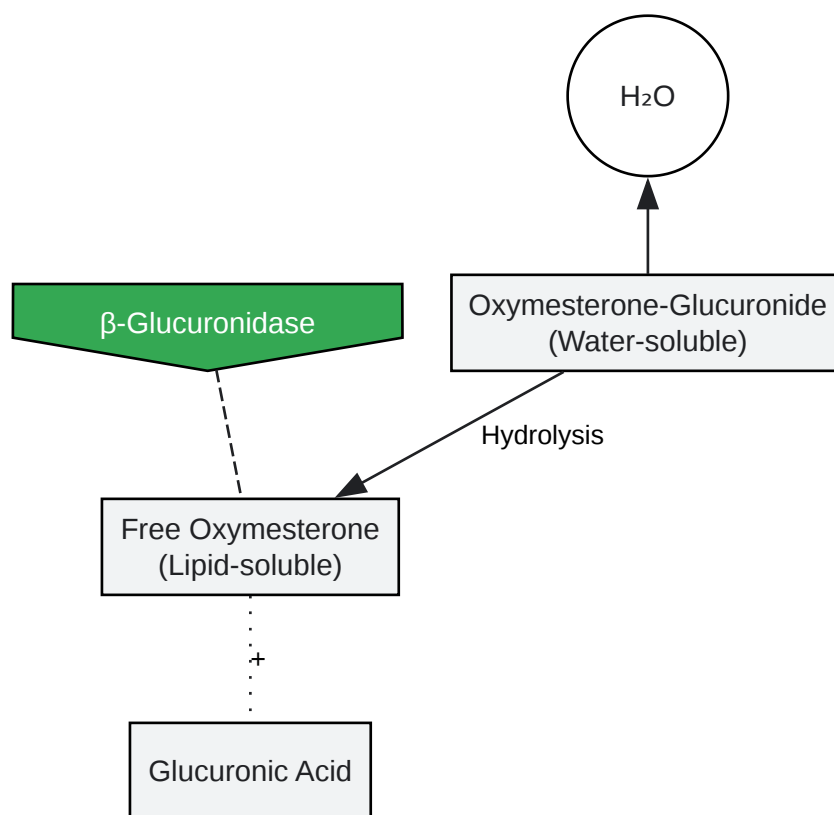 H₂O
β-Glucuronidase
Oxymesterone-Glucuronide
(Water-soluble)
Hydrolysis
Free Oxymesterone
(Lipid-soluble)
+
Glucuronic Acid